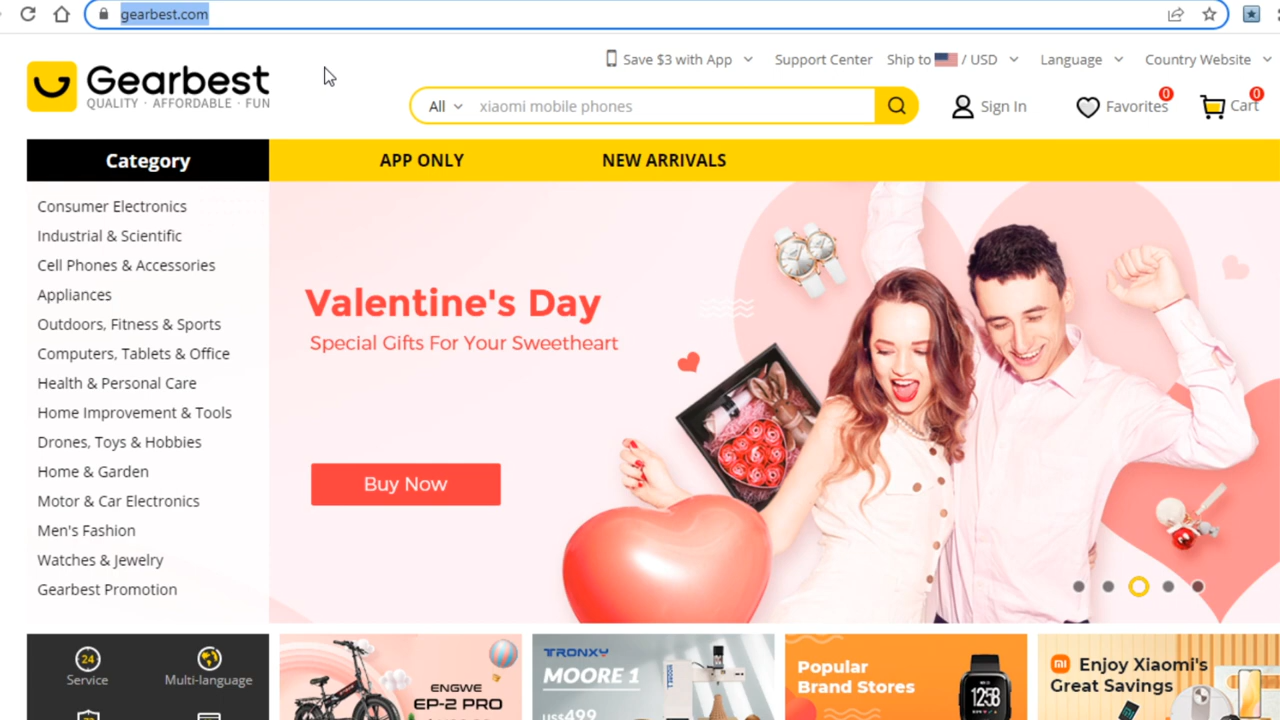 gearbest.com
Save $3 with App
Support Center
Ship to / USD
Language
Country Website
Gearbest
QUALITY · AFFORDABLE · FUN
All
xiaomi mobile phones
Sign In
Favorites 0
Cart 0
Category
APP ONLY
NEW ARRIVALS
Consumer Electronics
Industrial & Scientific
Cell Phones & Accessories
Appliances
Outdoors, Fitness & Sports
Computers, Tablets & Office
Health & Personal Care
Home Improvement & Tools
Drones, Toys & Hobbies
Home & Garden
Motor & Car Electronics
Men's Fashion
Watches & Jewelry
Gearbest Promotion
Valentine's Day
Special Gifts For Your Sweetheart
Buy Now
24
Service
Multi-language
ENGWE
EP-2 PRO
TRONXY
MOORE 1
US$499
Popular
Brand Stores
12:58
mi
Enjoy Xiaomi's
Great Savings